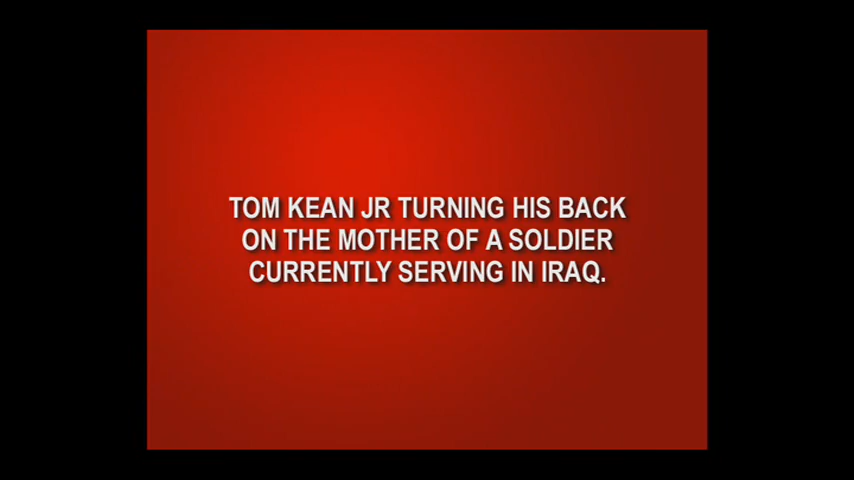 TOM KEAN JR TURNING HIS BACK
ON THE MOTHER OF A SOLDIER
CURRENTLY SERVING IN IRAQ.